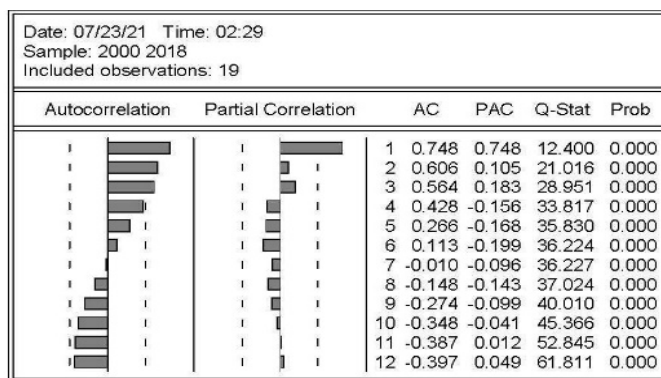 Date: 07/23/21 Time: 02:29
Sample: 2000 2018
Included observations: 19
Autocorrelation Partial Correlation AC PAC Q-Stat Prob
1 0.748 0.748 12.400 0.000
2 0.606 0.105 21.016 0.000
3 0.564 0.183 28.951 0.000
4 0.428 -0.156 33.817 0.000
5 0.266 -0.168 35.830 0.000
6 0.113 -0.199 36.224 0.000
7 -0.010 -0.096 36.227 0.000
8 -0.148 -0.143 37.024 0.000
9 -0.274 -0.099 40.010 0.000
10 -0.348 -0.041 45.366 0.000
11 -0.387 0.012 52.845 0.000
12 -0.397 0.049 61.811 0.000